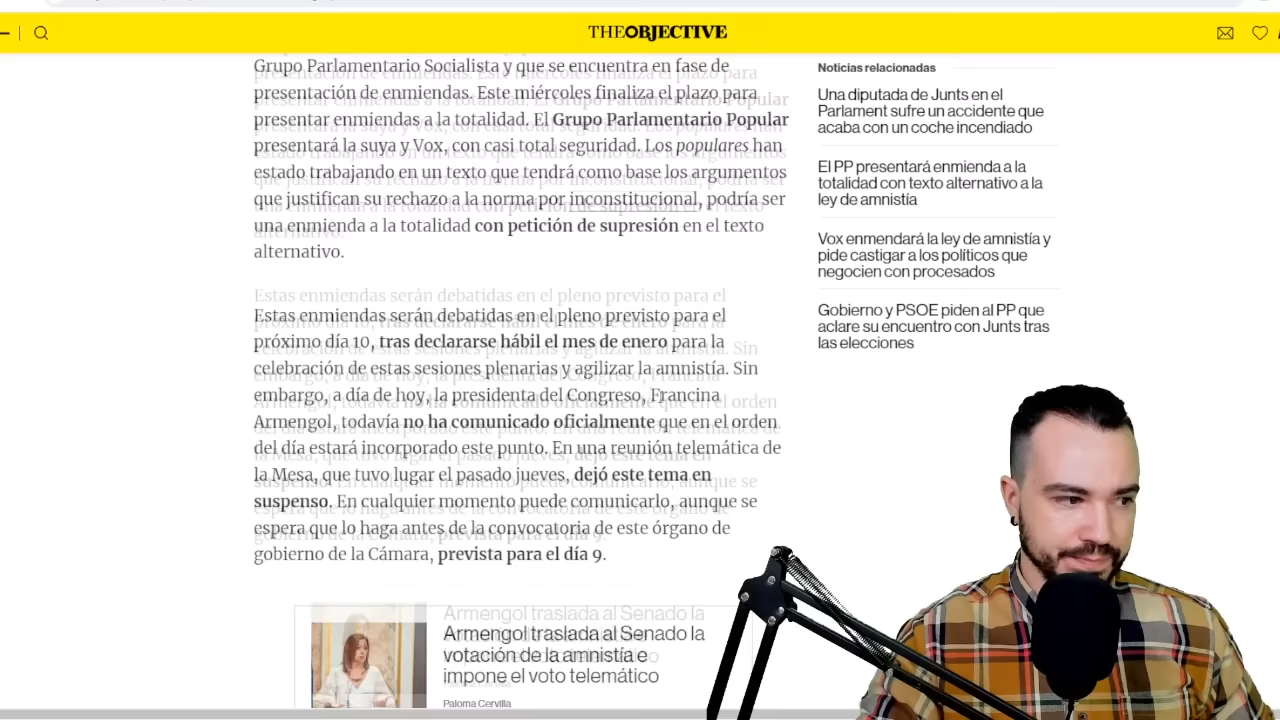 THEOBJECTIVE
Grupo Parlamentario Socialista y que se encuentra en fase de
presentación de enmiendas. Este miércoles finaliza el plazo para
presentar enmiendas a la totalidad. El Grupo Parlamentario Popular
presentará la suya y Vox, con casi total seguridad. Los populares han
estado trabajando en un texto que tendrá como base los argumentos
que justifican su rechazo a la norma por inconstitucional, podría ser
una enmienda a la totalidad con petición de supresión en el texto
alternativo.
Estas enmiendas serán debatidas en el pleno previsto para el
próximo día 10, tras declararse hábil el mes de enero para la
celebración de estas sesiones plenarias y agilizar la amnistía. Sin
embargo, a día de hoy, la presidenta del Congreso, Francina
Armengol, todavía no ha comunicado oficialmente que en el orden
del día estará incorporado este punto. En una reunión telemática de
la Mesa, que tuvo lugar el pasado jueves, dejó este tema en
suspenso. En cualquier momento puede comunicarlo, aunque se
espera que lo haga antes de la convocatoria de este órgano de
gobierno de la Cámara, prevista para el día 9.
Armengol traslada al Senado la
votación de la amnistía e
impone el voto telemático
Paloma Cervilla
Noticias relacionadas
Una diputada de Junts en el
Parlament sufre un accidente que
acaba con un coche incendiado
El PP presentará enmienda a la
totalidad con texto alternativo a la
ley de amnistía
Vox enmendará la ley de amnistía y
pide castigar a los políticos que
negocien con procesados
Gobierno y PSOE piden al PP que
aclare su encuentro con Junts tras
las elecciones